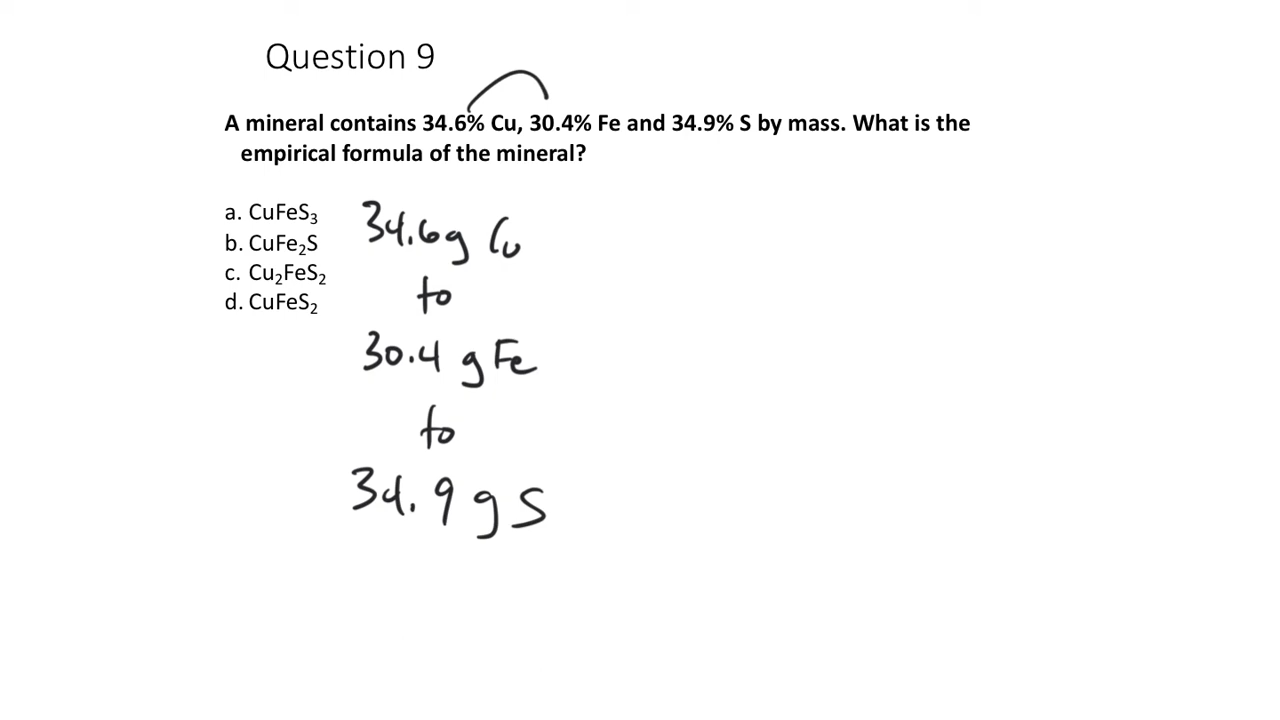 Question 9
A mineral contains 34.6% Cu, 30.4% Fe and 34.9% S by mass. What is the
empirical formula of the mineral?
a. CuFeS₃
b. CuFe₂S
c. Cu₂FeS₂
d. CuFeS₂
34.6g Cu
to
30.4 g Fe
to
34.9 g S